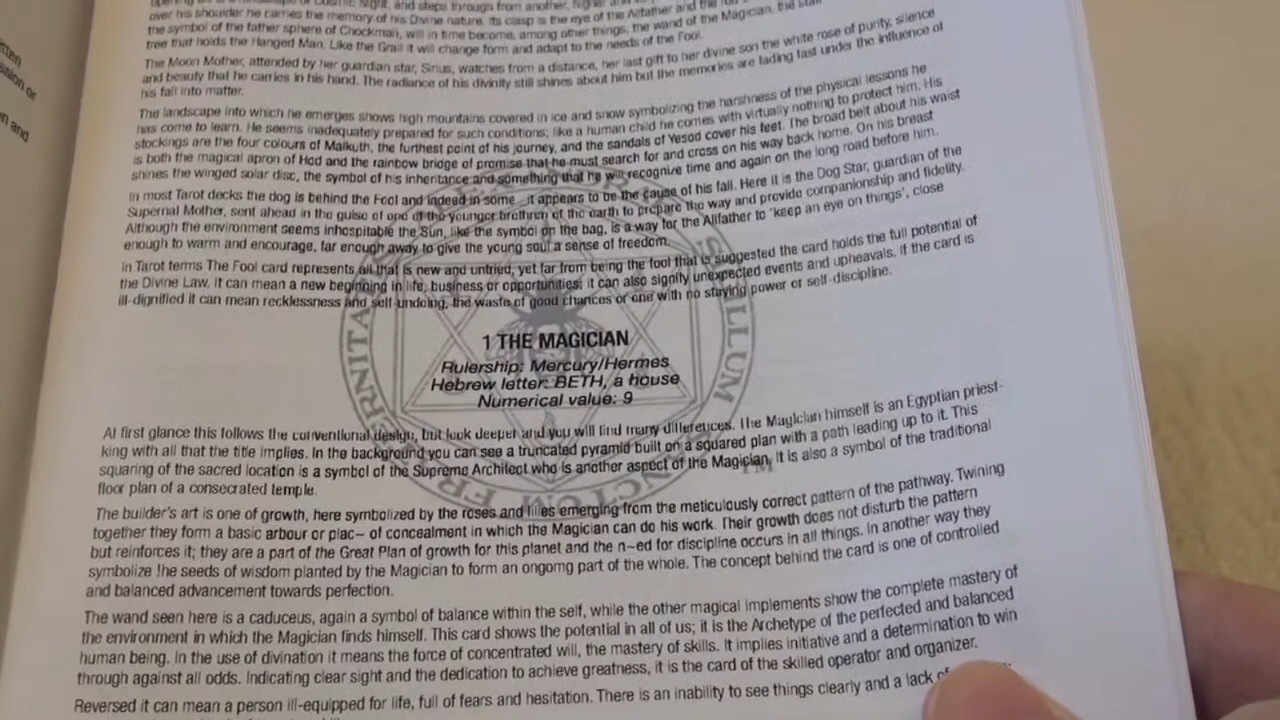 over his shoulder he carries the memory of his Divine nature. Its clasp is the eye of the Allfather and the
the symbol of the father sphere of Chockmah, will in time become, among other things, the wand of the Magician, the
tree that holds the Hanged Man. Like the Grail it will change form and adapt to the needs of the Fool.
The Moon Mother, attended by her guardian star, Sirius, watches from a distance, her last gift to her divine son the white rose of purity, silence
and beauty that he carries in his hand. The radiance of his divinity still shines about him but the memories are fading fast under the influence of
his fall into matter.
The landscape into which he emerges shows high mountains covered in ice and snow symbolizing the harshness of the physical lessons he
has come to learn. He seems inadequately prepared for such conditions; like a human child he comes with virtually nothing to protect him. His
stockings are the four colours of Malkuth, the furthest point of his journey, and the sandals of Yesod cover his feet. The broad belt about his waist
is both the magical apron of Hod and the rainbow bridge of promise that he must search for and cross on his way back home. On his breast
shines the winged solar disc, the symbol of his inheritance and something that he will recognize time and again on the long road before him.
In most Tarot decks the dog is behind the Fool and indeed in some it appears to be the cause of his fall. Here it is the Dog Star, guardian of the
Supernal Mother, sent ahead in the guise of one of the younger brethren of the earth to prepare the way and provide companionship and fidelity.
Although the environment seems inhospitable the Sun, like the symbol on the bag, is a way for the Allfather to 'keep an eye on things', close
enough to warm and encourage, far enough away to give the young soul a sense of freedom.
In Tarot terms The Fool card represents all that is new and untried, yet far from being the fool that is suggested the card holds the full potential of
the Divine Law. It can mean a new beginning in life, business or opportunities; it can also signify unexpected events and upheavals. If the card is
ill-dignified it can mean recklessness and self-undoing, the waste of good chances or one with no staying power or self-discipline.
1 THE MAGICIAN
Rulership: Mercury/Hermes
Hebrew letter: BETH, a house
Numerical value: 9
At first glance this follows the conventional design, but look deeper and you will find many differences. The Magician himself is an Egyptian priest-
king with all that the title implies. In the background you can see a truncated pyramid built on a squared plan with a path leading up to it. This
squaring of the sacred location is a symbol of the Supreme Architect who is another aspect of the Magician, it is also a symbol of the traditional
floor plan of a consecrated temple.
The builder's art is one of growth, here symbolized by the roses and lilies emerging from the meticulously correct pattern of the pathway. Twining
together they form a basic arbour or plac~ of concealment in which the Magician can do his work. Their growth does not disturb the pattern
but reinforces it; they are a part of the Great Plan of growth for this planet and the n~ed for discipline occurs in all things. In another way they
symbolize !he seeds of wisdom planted by the Magician to form an ongomg part of the whole. The concept behind the card is one of controlled
and balanced advancement towards perfection.
The wand seen here is a caduceus, again a symbol of balance within the self, while the other magical implements show the complete mastery of
the environment in which the Magician finds himself. This card shows the potential in all of us; it is the Archetype of the perfected and balanced
human being. In the use of divination it means the force of concentrated will, the mastery of skills. It implies initiative and a determination to win
through against all odds. Indicating clear sight and the dedication to achieve greatness, it is the card of the skilled operator and organizer.
Reversed it can mean a person ill-equipped for life, full of fears and hesitation. There is an inability to see things clearly and a lack of